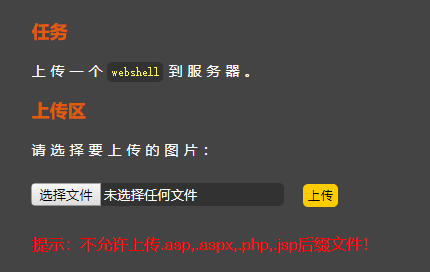 任务
上传一个 webshell 到服务器。
上传区
请选择要上传的图片：
选择文件 未选择任何文件 上传
提示：不允许上传.asp,.aspx,.php,.jsp后缀文件！